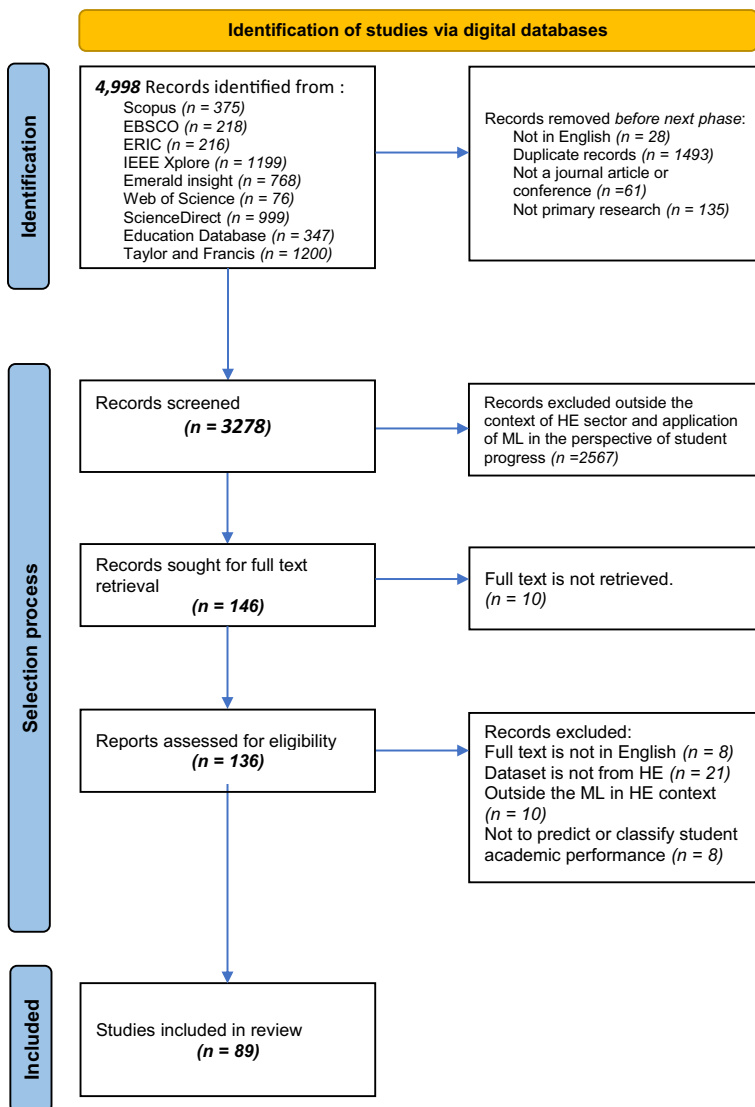 Identification of studies via digital databases
Identification
4,998 Records identified from :
Scopus (n = 375)
EBSCO (n = 218)
ERIC (n = 216)
IEEE Xplore (n = 1199)
Emerald insight (n = 768)
Web of Science (n = 76)
ScienceDirect (n = 999)
Education Database (n = 347)
Taylor and Francis (n = 1200)
Records removed before next phase:
Not in English (n = 28)
Duplicate records (n = 1493)
Not a journal article or
conference (n =61)
Not primary research (n = 135)
Selection process
Records screened
(n = 3278)
Records excluded outside the
context of HE sector and application
of ML in the perspective of student
progress (n =2567)
Records sought for full text
retrieval
(n = 146)
Full text is not retrieved.
(n = 10)
Reports assessed for eligibility
(n = 136)
Records excluded:
Full text is not in English (n = 8)
Dataset is not from HE (n = 21)
Outside the ML in HE context
(n = 10)
Not to predict or classify student
academic performance (n = 8)
Included
Studies included in review
(n = 89)